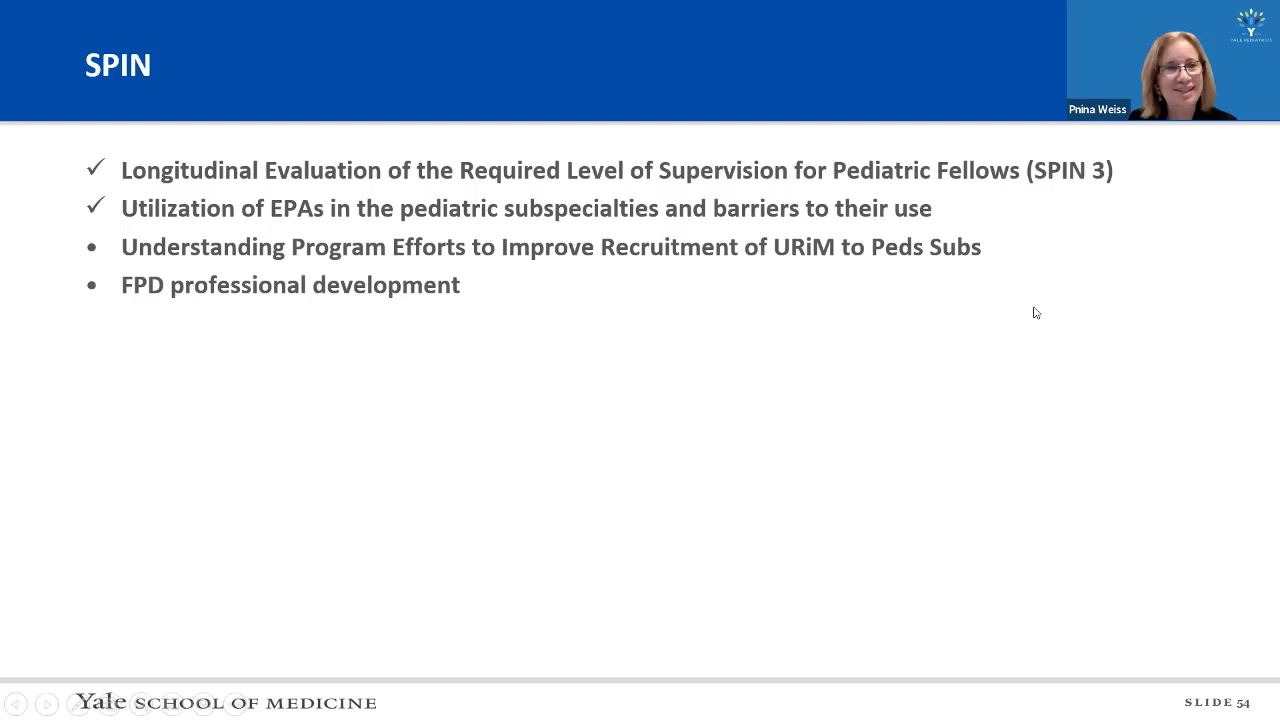 SPIN
YALE PEDIATRICS
Pnina Weiss
✓ Longitudinal Evaluation of the Required Level of Supervision for Pediatric Fellows (SPIN 3)
✓ Utilization of EPAs in the pediatric subspecialties and barriers to their use
• Understanding Program Efforts to Improve Recruitment of URiM to Peds Subs
• FPD professional development
Yale SCHOOL OF MEDICINE
SLIDE 54